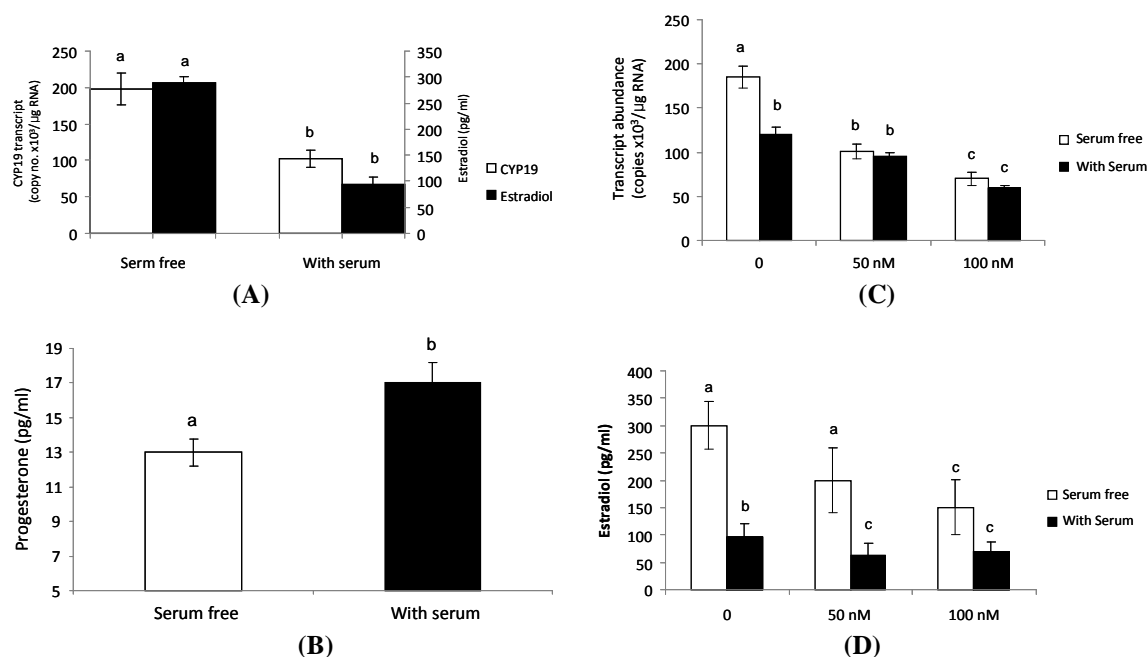 CYP19 transcript
(copy no. x10³/µg RNA)
250
200
150
100
50
0
a
a
b
b
350
300
250
200
150
100
50
0
Estradiol (pg/ml)
CYP19
Estradiol
Serm free
With serum
(A)
Transcript abundance
(copies x10³/µg RNA)
250
200
150
100
50
0
a
b
b
b
c
c
Serum free
With Serum
0
50 nM
100 nM
(C)
Progesterone (pg/ml)
19
17
15
13
11
9
7
5
a
b
Serum free
With serum
(B)
Estradiol (pg/ml)
400
350
300
250
200
150
100
50
0
a
b
a
c
c
c
Serum free
With Serum
0
50 nM
100 nM
(D)